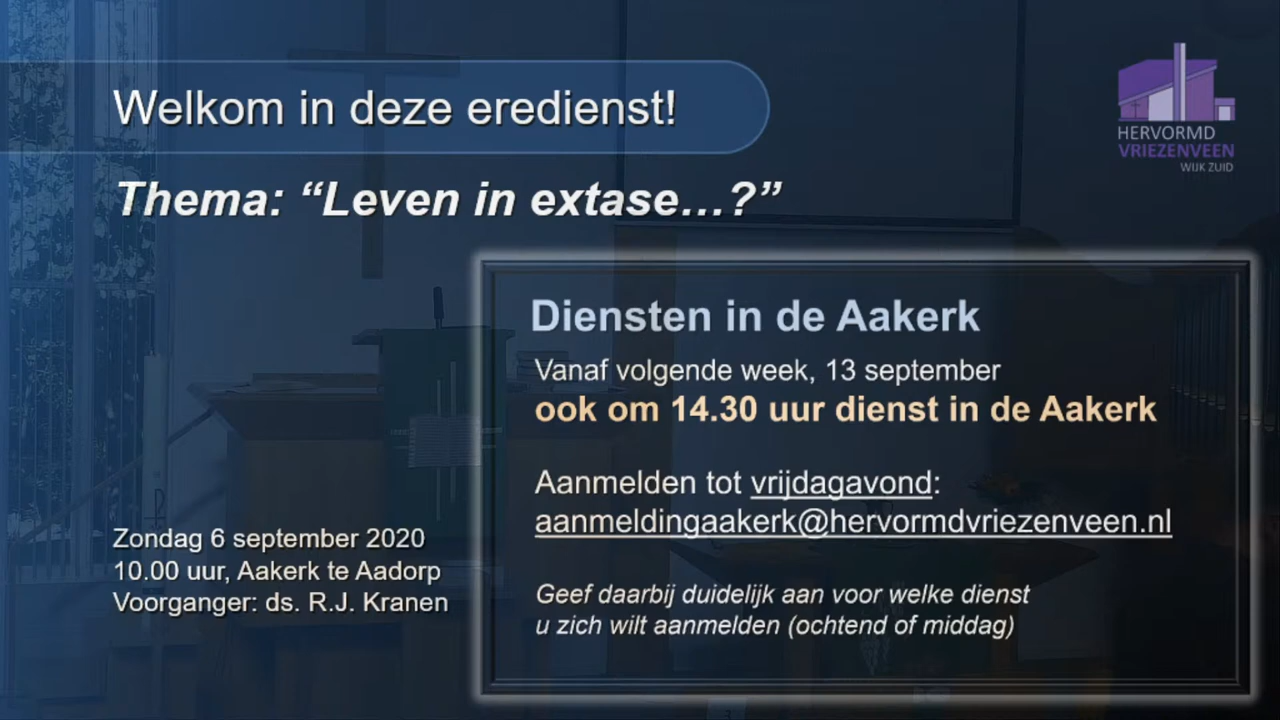 Welkom in deze eredienst!
HERVORMD
VRIEZENVEEN
WIJK ZUID
Thema: “Leven in extase…?”
Diensten in de Aakerk
Vanaf volgende week, 13 september
ook om 14.30 uur dienst in de Aakerk
Aanmelden tot vrijdagavond:
aanmeldingaakerk@hervormdvriezenveen.nl
Geef daarbij duidelijk aan voor welke dienst
u zich wilt aanmelden (ochtend of middag)
Zondag 6 september 2020
10.00 uur, Aakerk te Aadorp
Voorganger: ds. R.J. Kranen